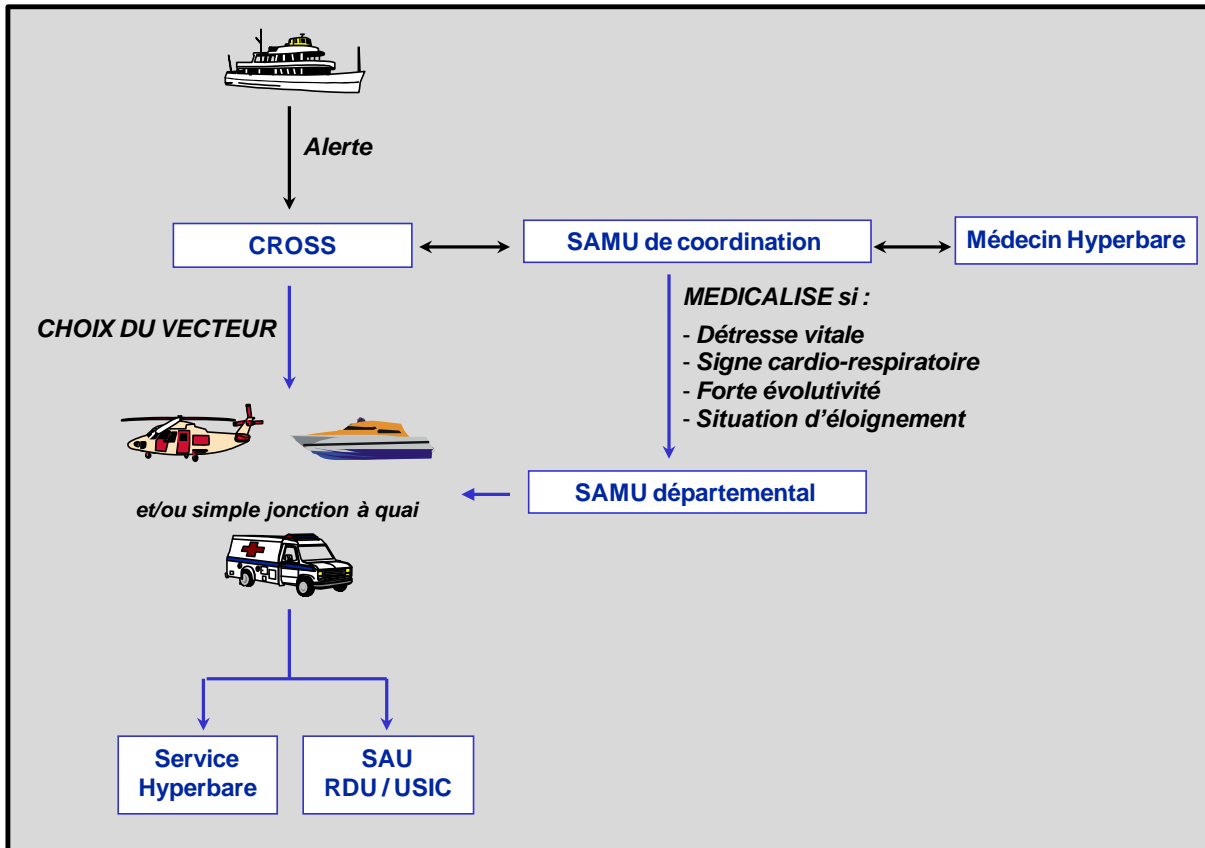 Alerte
CROSS
SAMU de coordination
Médecin Hyperbare
CHOIX DU VECTEUR
MEDICALISE si :
- Détresse vitale
- Signe cardio-respiratoire
- Forte évolutivité
- Situation d'éloignement
SAMU départemental
et/ou simple jonction à quai
Service
Hyperbare
SAU
RDU / USIC